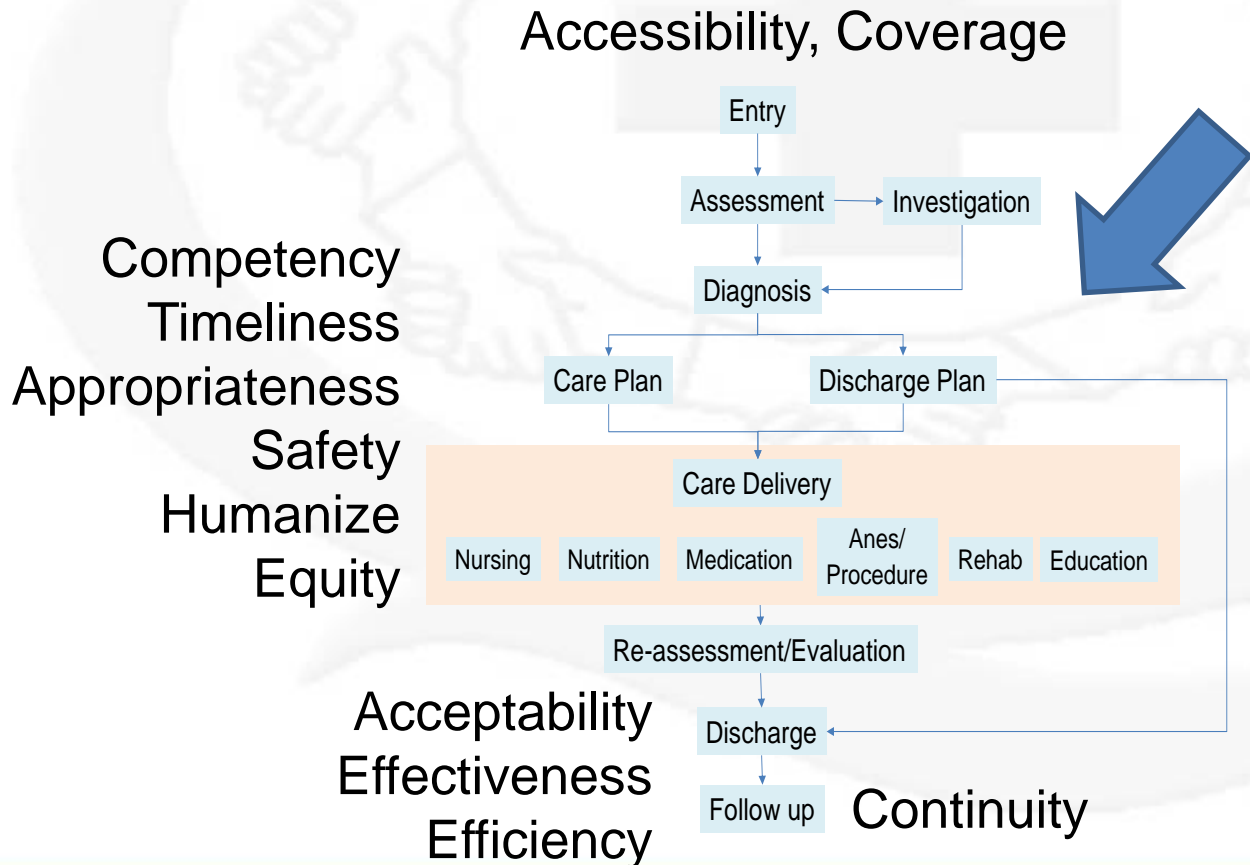 Accessibility, Coverage
Entry
Assessment
Investigation
Competency
Timeliness
Appropriateness
Safety
Humanize
Equity
Diagnosis
Care Plan
Discharge Plan
Care Delivery
Nursing
Nutrition
Medication
Anes/
Procedure
Rehab
Education
Re-assessment/Evaluation
Acceptability
Effectiveness
Efficiency
Discharge
Follow up
Continuity